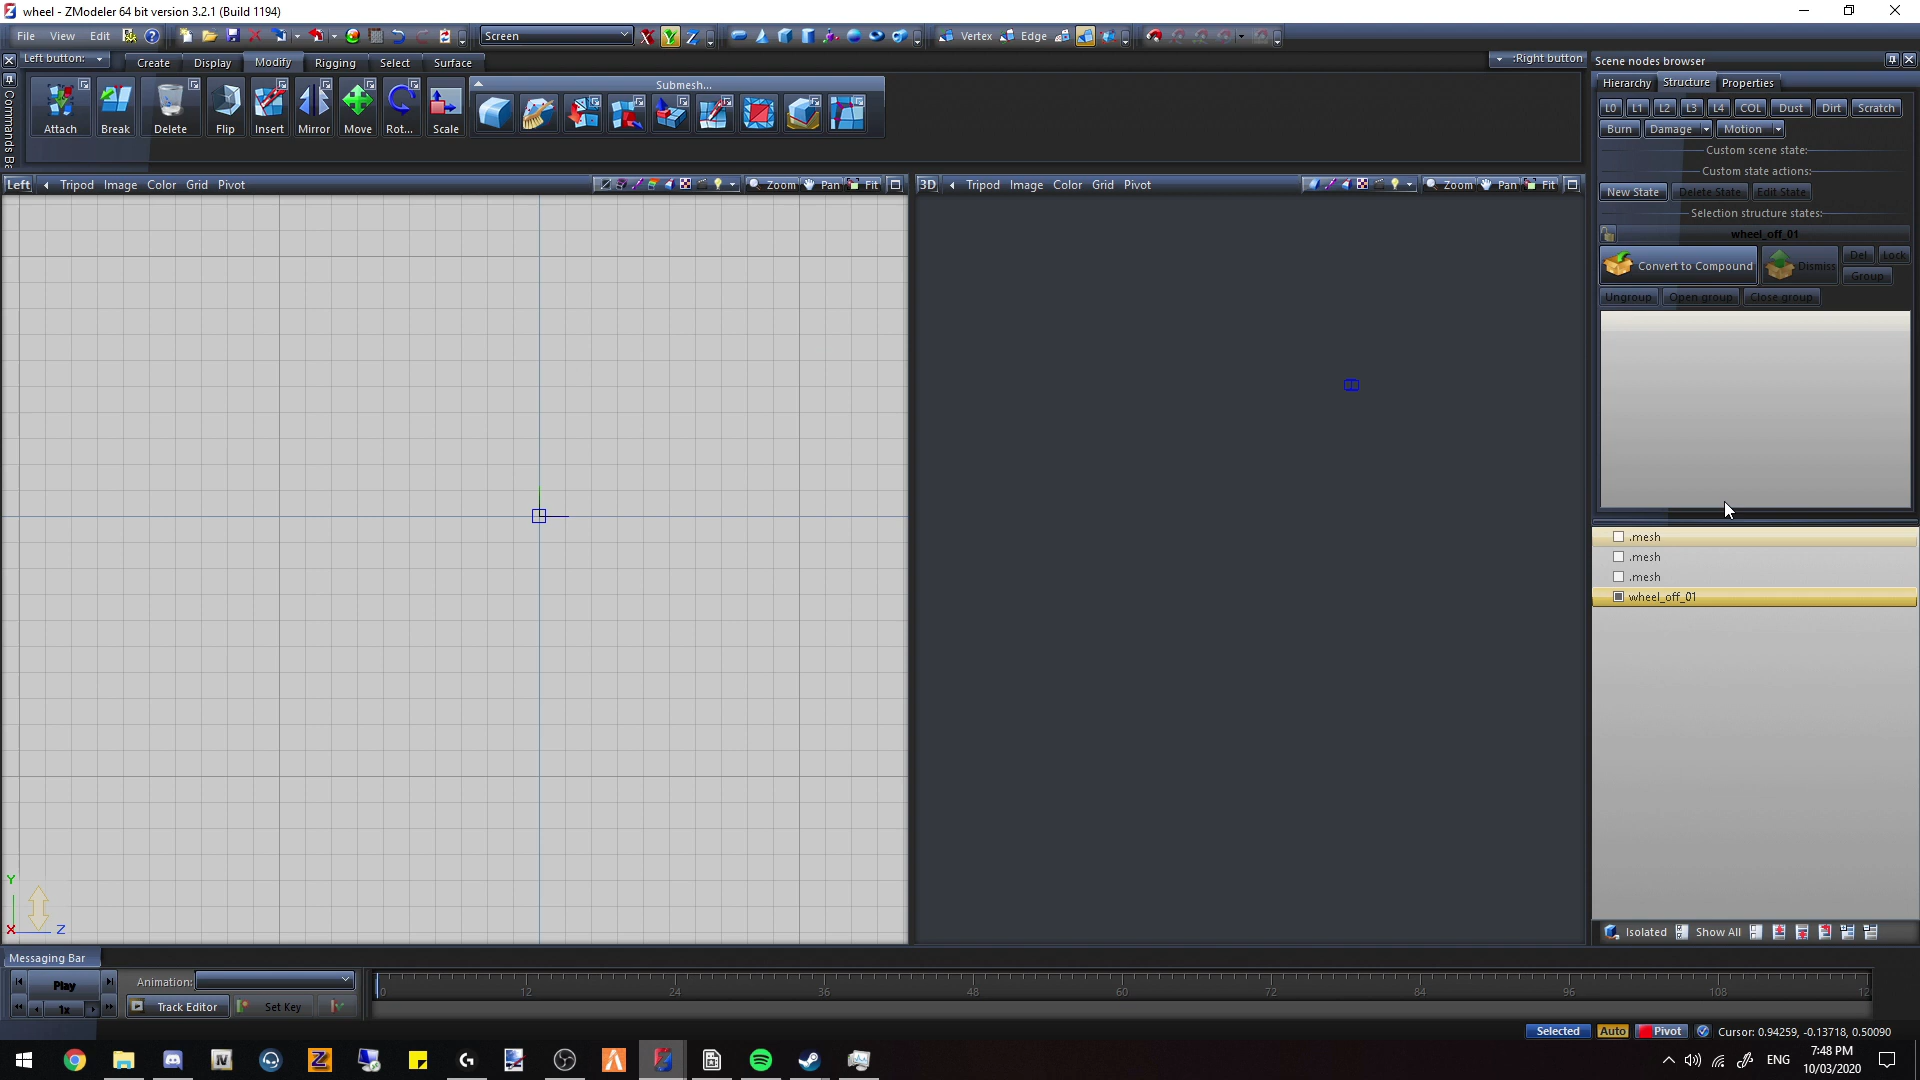 wheel - ZModeler 64 bit version 3.2.1 (Build 1194)
File View Edit Screen X Y Z Vertex Edge
Left button: Create Display Modify Rigging Select Surface :Right button
Commands Ba
Submesh...
Attach Break Delete Flip Insert Mirror Move Rot... Scale
Left Tripod Image Color Grid Pivot Zoom Pan Fit
3D Tripod Image Color Grid Pivot Zoom Pan Fit
Scene nodes browser
Hierarchy Structure Properties
L0 L1 L2 L3 L4 COL Dust Dirt Scratch
Burn Damage Motion
Custom scene state:
Custom state actions:
New State Delete State Edit State
Selection structure states:
wheel_off_01
Convert to Compound Dismiss Del Lock
Group
Ungroup Open group Close group
.mesh
.mesh
.mesh
wheel_off_01
Isolated Show All
Y
X Z
Messaging Bar
Play Animation:
1x Track Editor Set Key
0 12 24 36 48 60 72 84 96 108 12
Selected Auto Pivot Cursor: 0.94259, -0.13718, 0.50090
ENG
7:48 PM
10/03/2020